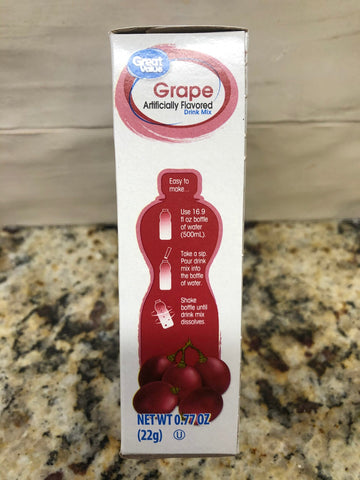 Great
Value
Grape
Artificially Flavored
Drink Mix
Easy to
make...
Use 16.9
fl oz bottle
of water
(500mL).
Take a sip.
Pour drink
mix into
the bottle
of water.
Shake
bottle until
drink mix
dissolves.
NET WT 0.77 OZ
(22g) U